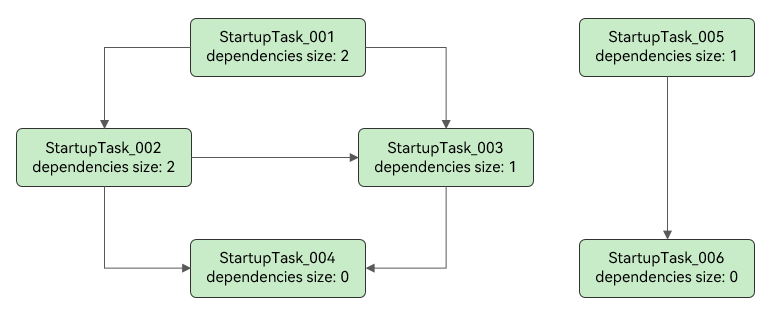 StartupTask_001
dependencies size: 2
StartupTask_005
dependencies size: 1
StartupTask_002
dependencies size: 2
StartupTask_003
dependencies size: 1
StartupTask_004
dependencies size: 0
StartupTask_006
dependencies size: 0